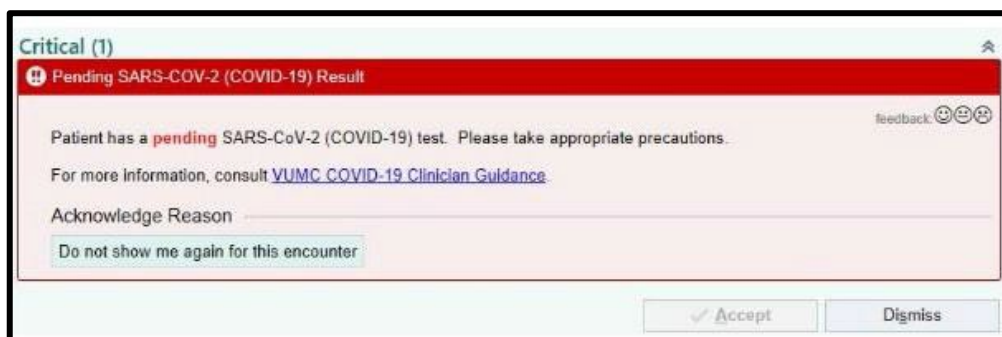 Critical (1)
Pending SARS-COV-2 (COVID-19) Result
feedback:
Patient has a pending SARS-CoV-2 (COVID-19) test. Please take appropriate precautions.
For more information, consult VUMC COVID-19 Clinician Guidance
Acknowledge Reason
Do not show me again for this encounter
Accept Dismiss